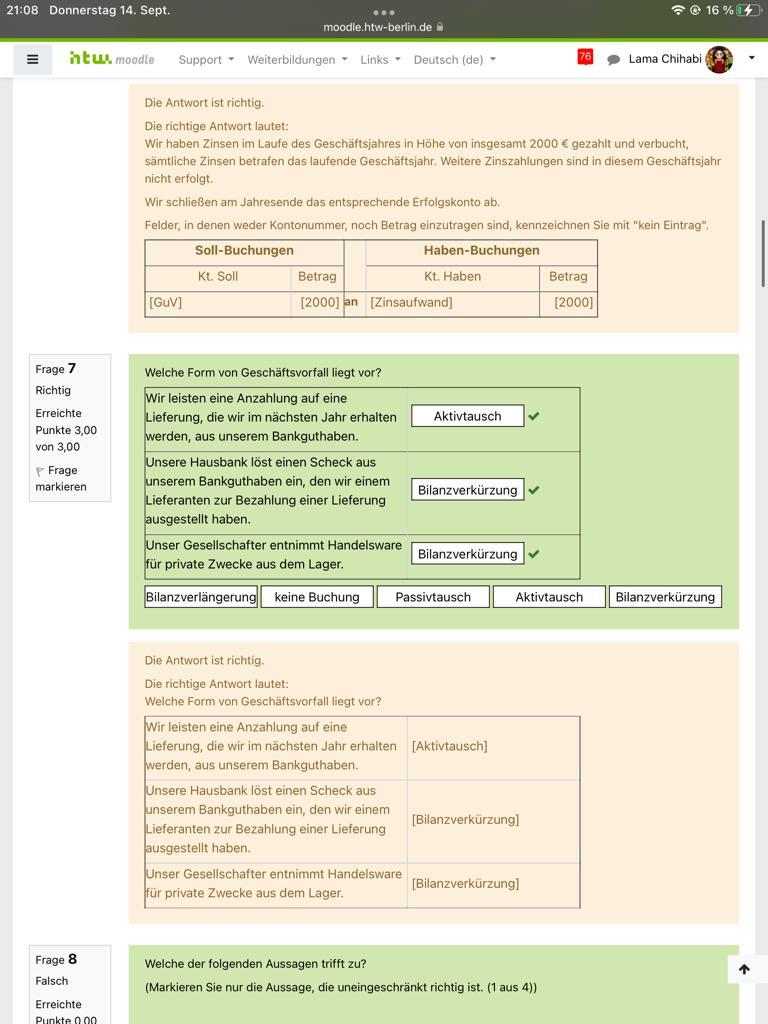 21:08 Donnerstag 14. Sept.
16 %
moodle.htw-berlin.de
htw. moodle
Support
Weiterbildungen
Links
Deutsch (de)
76
Lama Chihabi
Die Antwort ist richtig.
Die richtige Antwort lautet:
Wir haben Zinsen im Laufe des Geschäftsjahres in Höhe von insgesamt 2000 € gezahlt und verbucht,
sämtliche Zinsen betrafen das laufende Geschäftsjahr. Weitere Zinszahlungen sind in diesem Geschäftsjahr
nicht erfolgt.
Wir schließen am Jahresende das entsprechende Erfolgskonto ab.
Felder, in denen weder Kontonummer, noch Betrag einzutragen sind, kennzeichnen Sie mit "kein Eintrag".
Soll-Buchungen Haben-Buchungen
Kt. Soll Betrag Kt. Haben Betrag
[GuV] [2000] an [Zinsaufwand] [2000]
Frage 7
Richtig
Erreichte
Punkte 3,00
von 3,00
Frage
markieren
Welche Form von Geschäftsvorfall liegt vor?
Wir leisten eine Anzahlung auf eine
Lieferung, die wir im nächsten Jahr erhalten
werden, aus unserem Bankguthaben.
Aktivtausch
Unsere Hausbank löst einen Scheck aus
unserem Bankguthaben ein, den wir einem
Lieferanten zur Bezahlung einer Lieferung
ausgestellt haben.
Bilanzverkürzung
Unser Gesellschafter entnimmt Handelsware
für private Zwecke aus dem Lager.
Bilanzverkürzung
Bilanzverlängerung keine Buchung Passivtausch Aktivtausch Bilanzverkürzung
Die Antwort ist richtig.
Die richtige Antwort lautet:
Welche Form von Geschäftsvorfall liegt vor?
Wir leisten eine Anzahlung auf eine
Lieferung, die wir im nächsten Jahr erhalten
werden, aus unserem Bankguthaben.
[Aktivtausch]
Unsere Hausbank löst einen Scheck aus
unserem Bankguthaben ein, den wir einem
Lieferanten zur Bezahlung einer Lieferung
ausgestellt haben.
[Bilanzverkürzung]
Unser Gesellschafter entnimmt Handelsware
für private Zwecke aus dem Lager.
[Bilanzverkürzung]
Frage 8
Falsch
Erreichte
Punkte 0,00
Welche der folgenden Aussagen trifft zu?
(Markieren Sie nur die Aussage, die uneingeschränkt richtig ist. (1 aus 4))